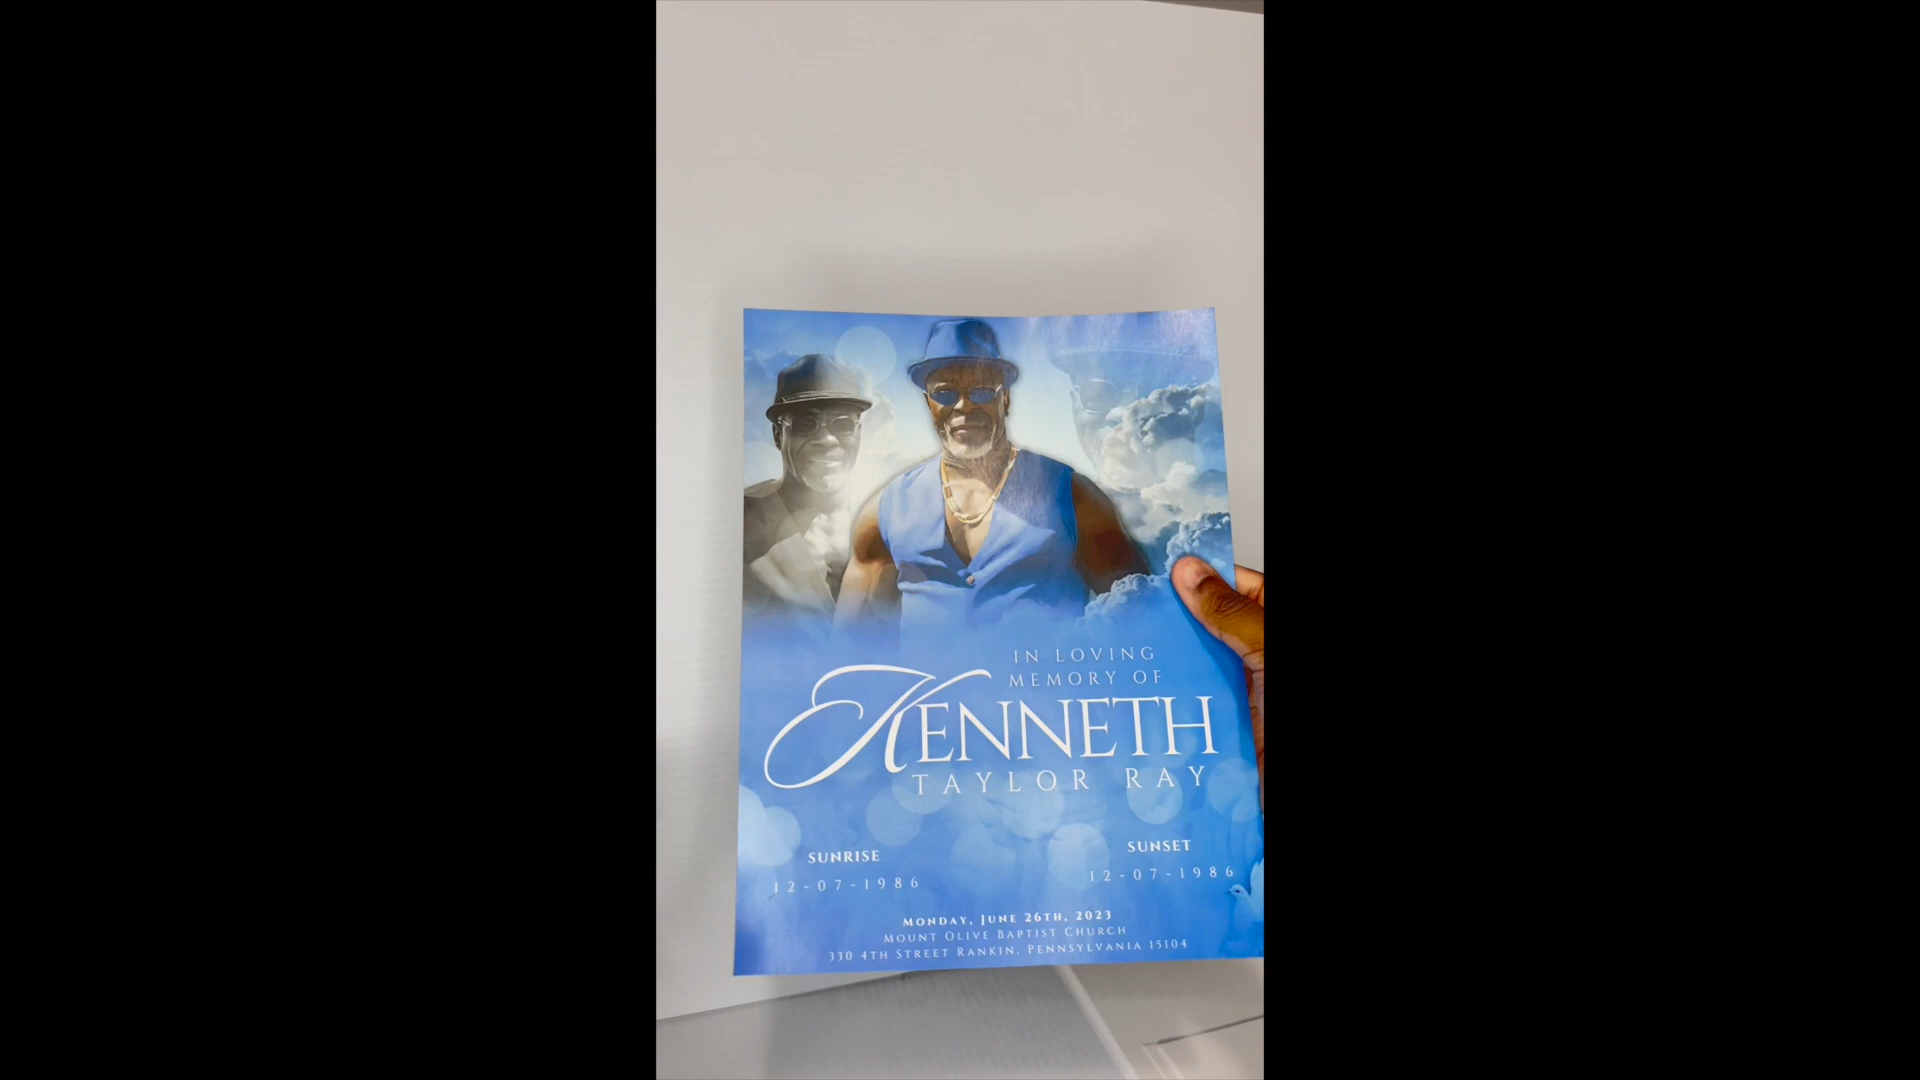 IN LOVING
MEMORY OF
KENNETH
TAYLOR RAY
SUNRISE
12-07-1986
SUNSET
12-07-1986
MONDAY, JUNE 26TH, 2023
MOUNT OLIVE BAPTIST CHURCH
330 4TH STREET RANKIN, PENNSYLVANIA 15104